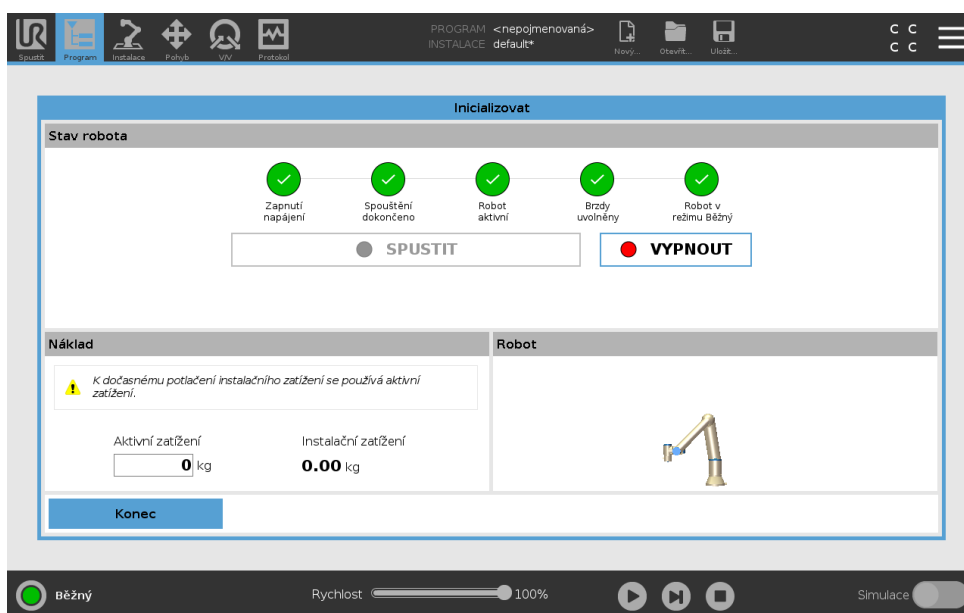 UR
PROGRAM <nepojmenovaná>
INSTALACE default*
Spustit
Program
Instalace
Pohyb
V/V
Protokol
Nový...
Otevřít...
Uložit...
C C
C C
Inicializovat
Stav robota
Zapnutí
napájení
Spouštění
dokončeno
Robot
aktivní
Brzdy
uvolněny
Robot v
režimu Běžný
SPUSTIT
VYPNOUT
Náklad
K dočasnému potlačení instalačního zatížení se používá aktivní
zatížení.
Aktivní zatížení
0 kg
Instalační zatížení
0.00 kg
Robot
Konec
Běžný
Rychlost
100%
Simulace